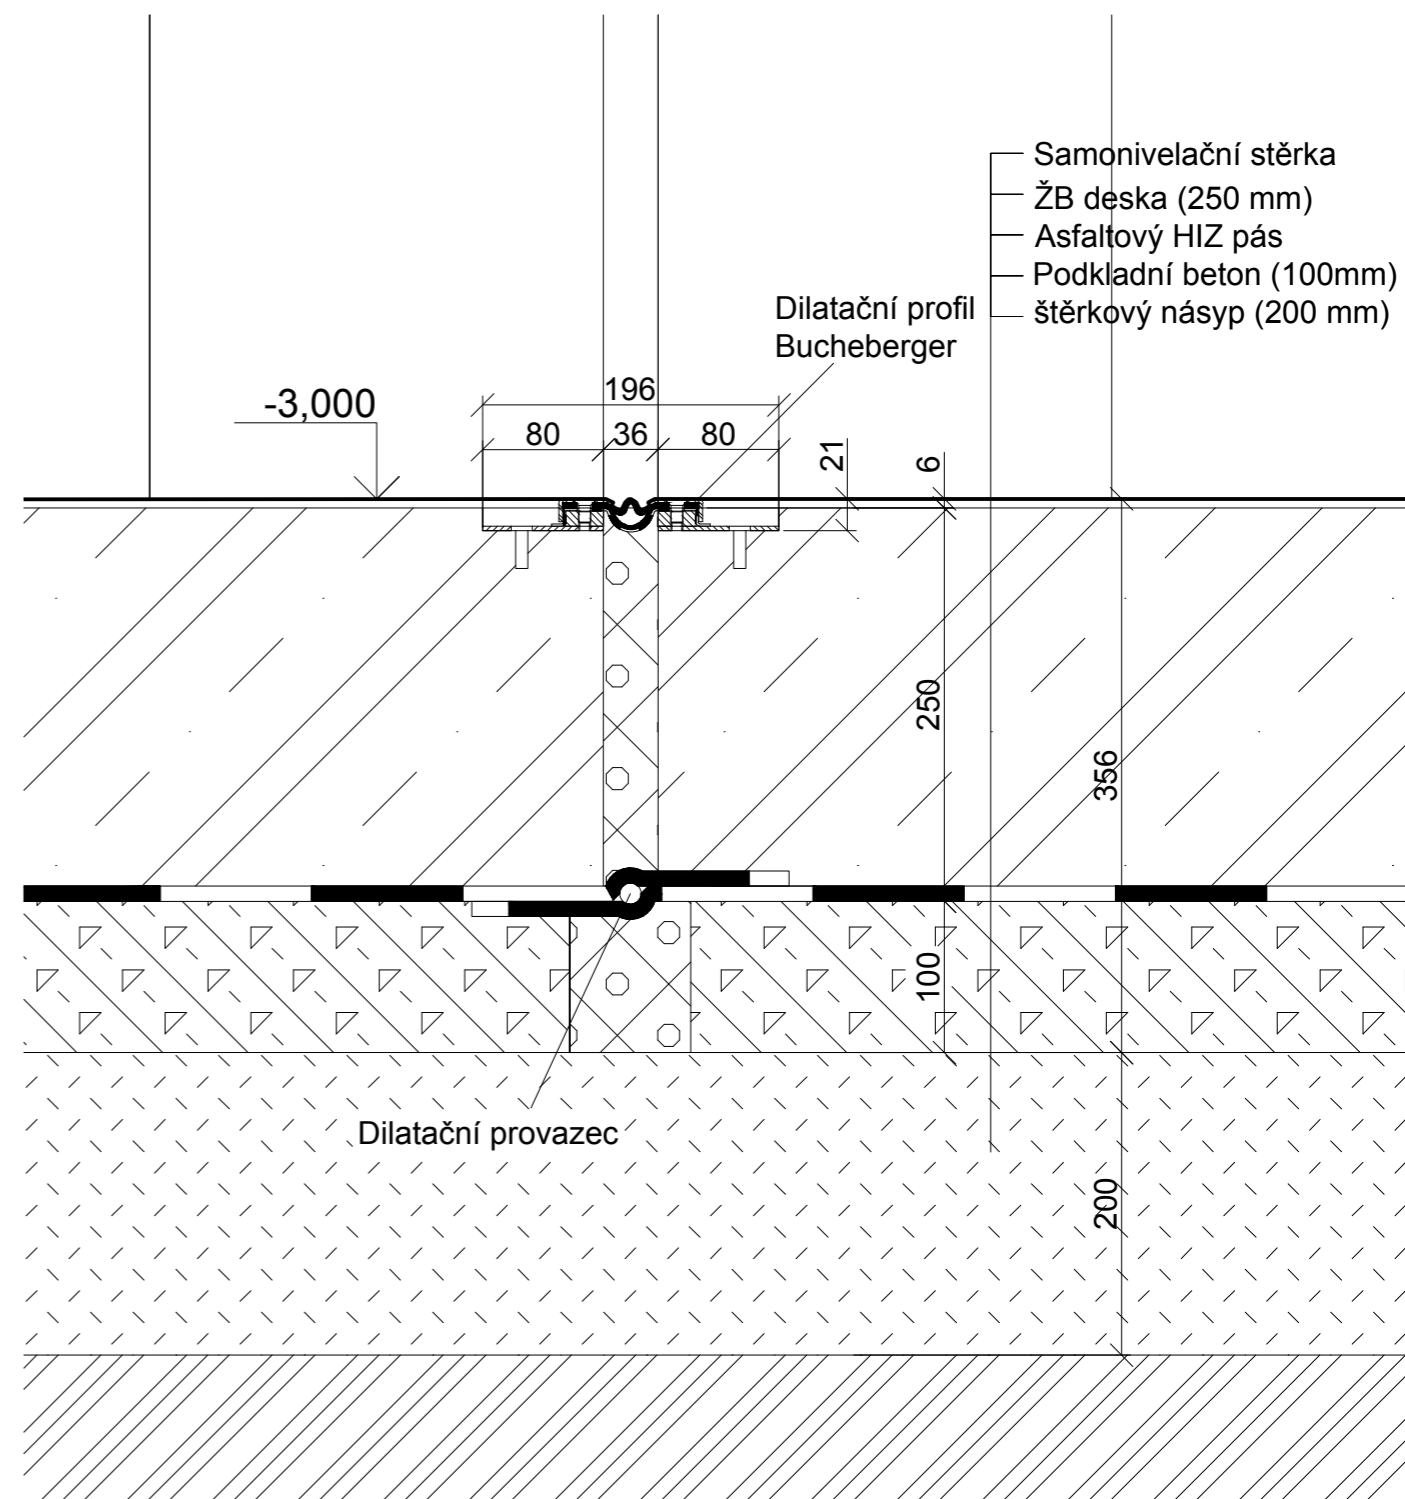 Samonivelační stěrka
ŽB deska (250 mm)
Asfaltový HIZ pás
Podkladní beton (100mm)
štěrkový násyp (200 mm)
Dilatační profil
Bucheberger
-3,000
196
80
36
80
21
6
250
356
100
Dilatační provazec
200